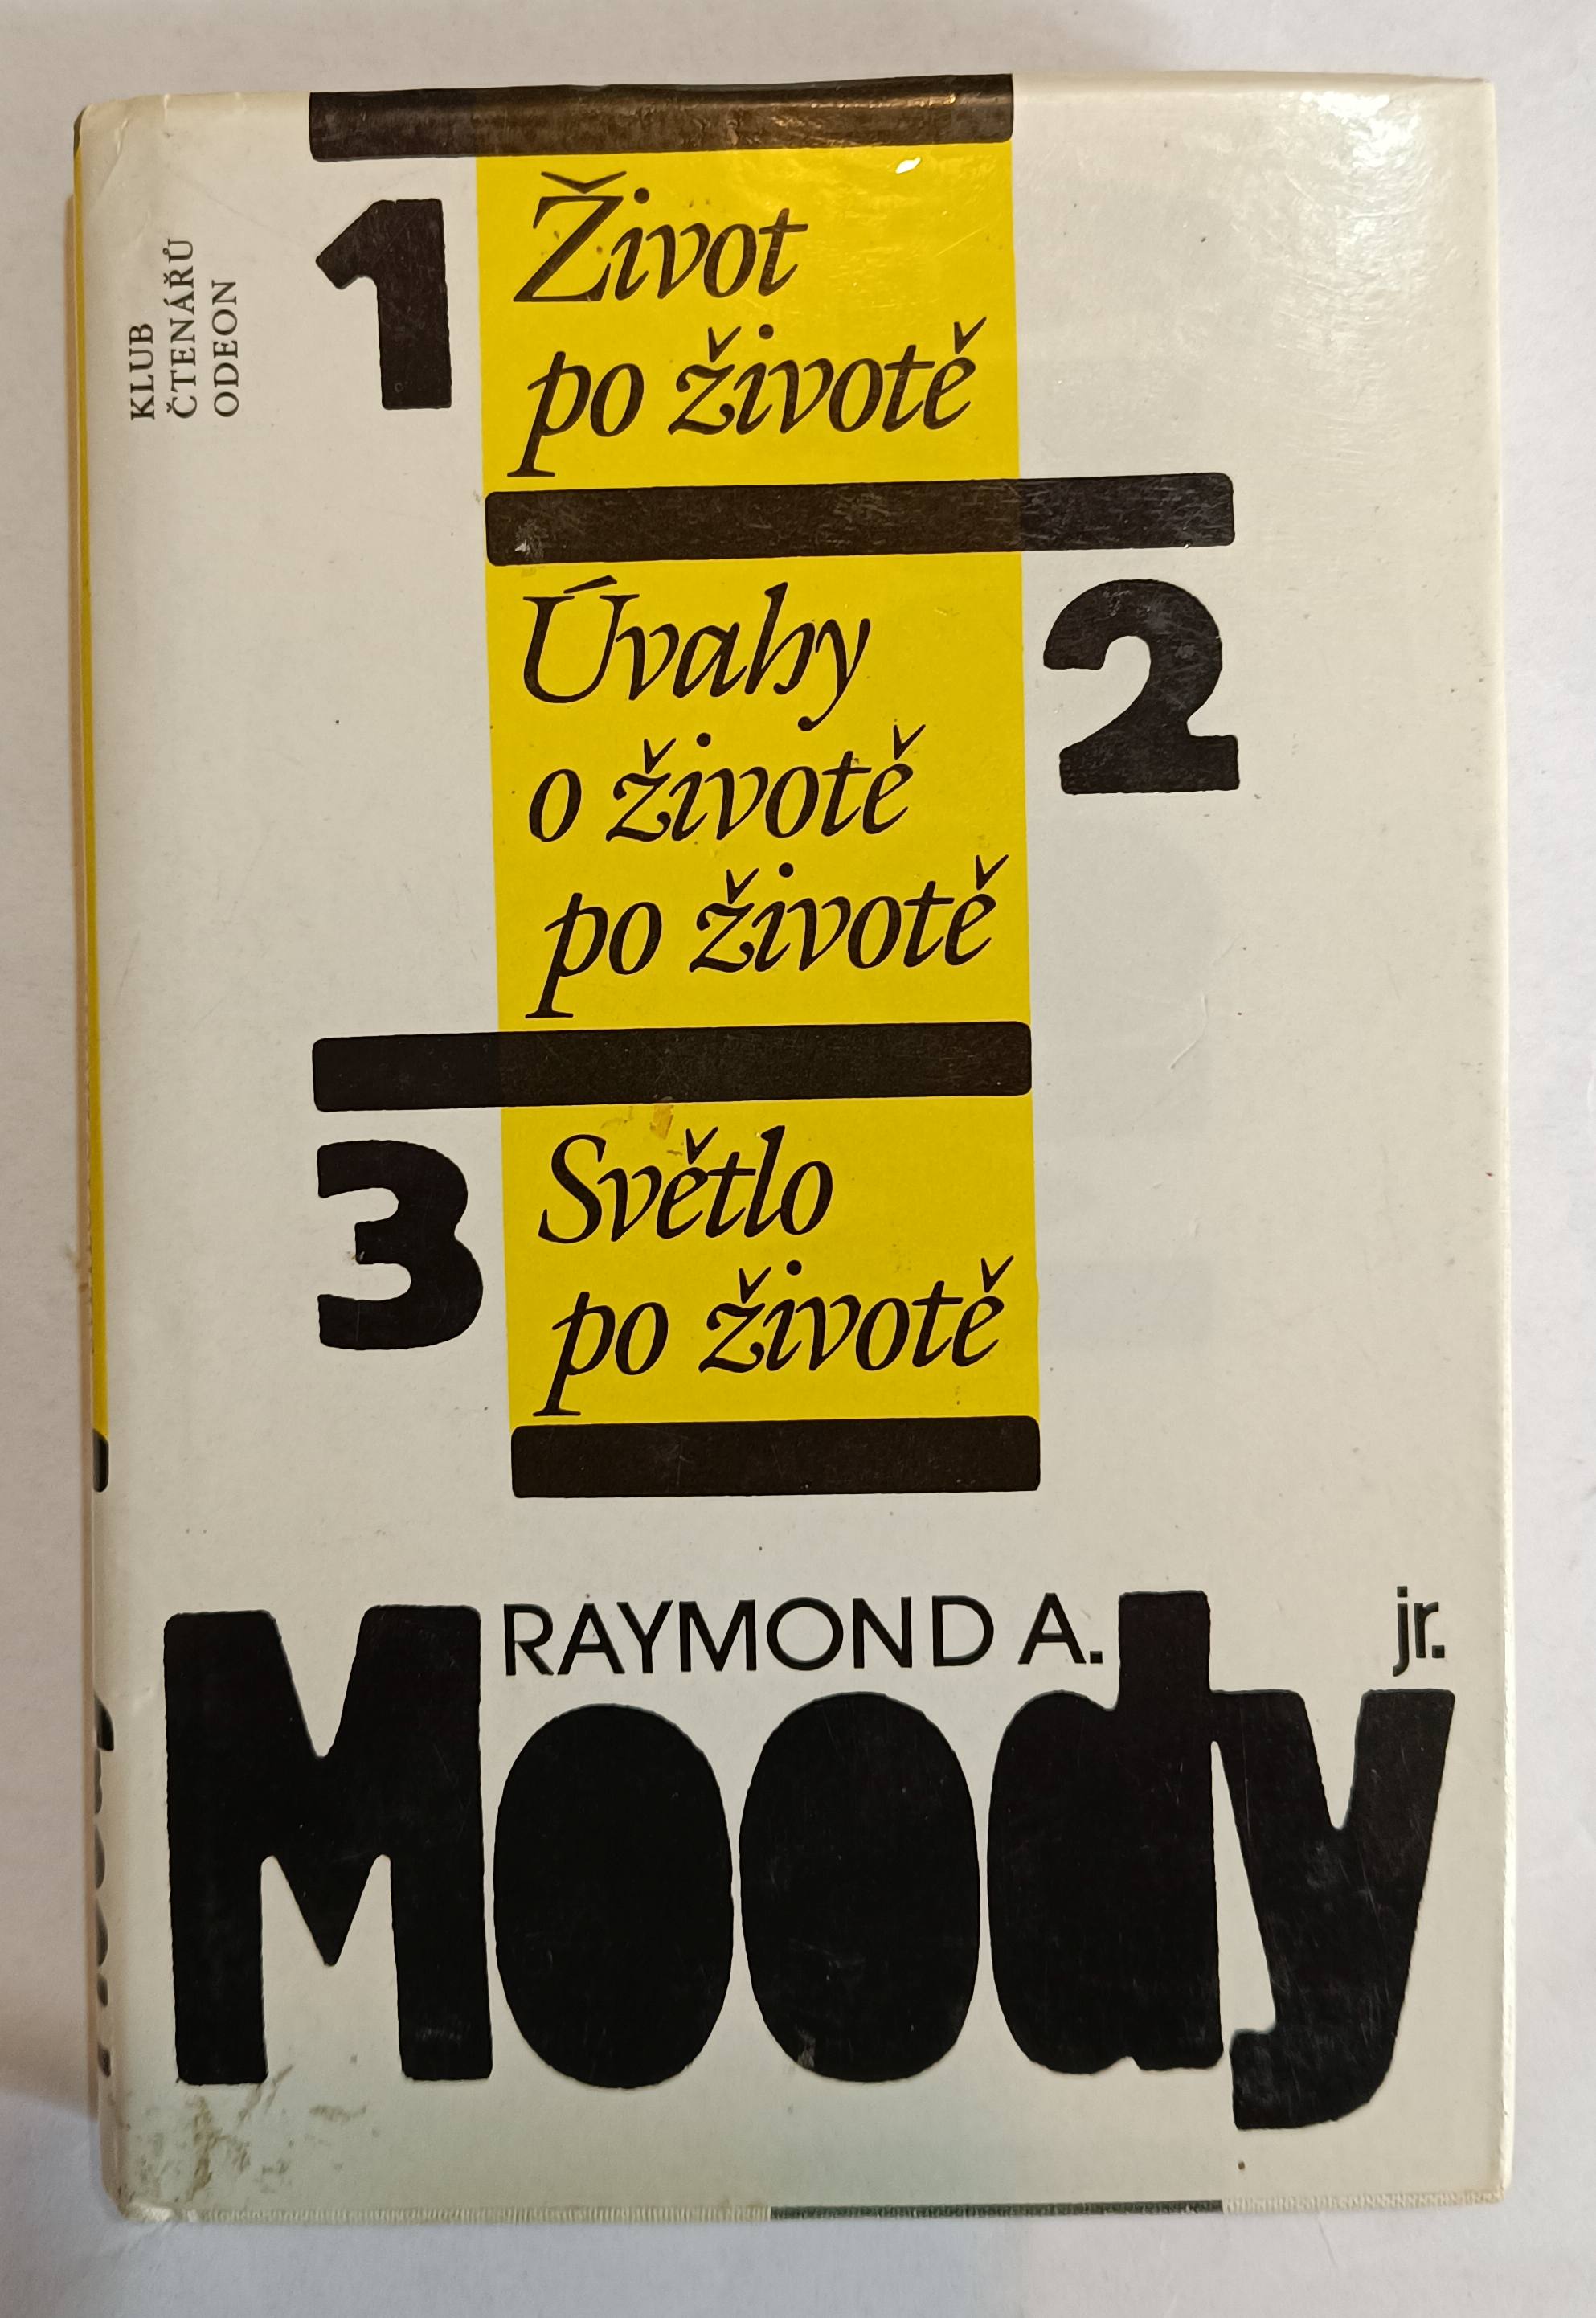 KLUB
ČTENÁŘŮ
ODEON
1
Život
po životě
2
Úvahy
o životě
po životě
3
Světlo
po životě
RAYMOND A.
Moody
jr.